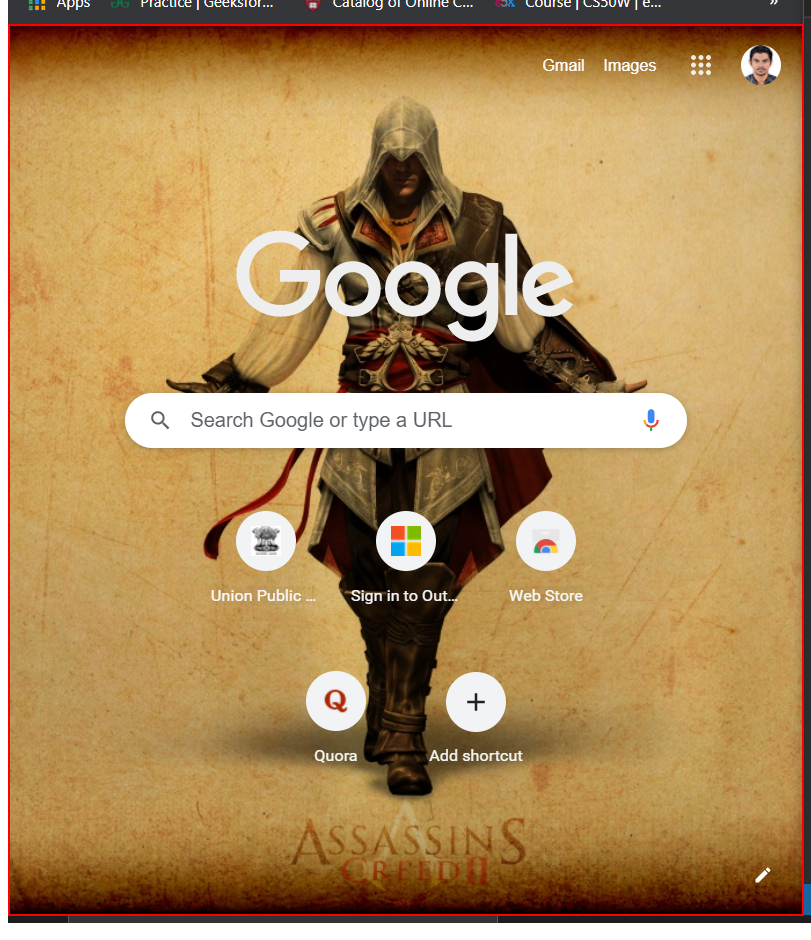 Apps Practice | Geeksfor... Catalog of Online C... Course | CS50W | e... »
Gmail Images
Google
Search Google or type a URL
Union Public ... Sign in to Out... Web Store
Quora Add shortcut
ASSASSINS
CREED II